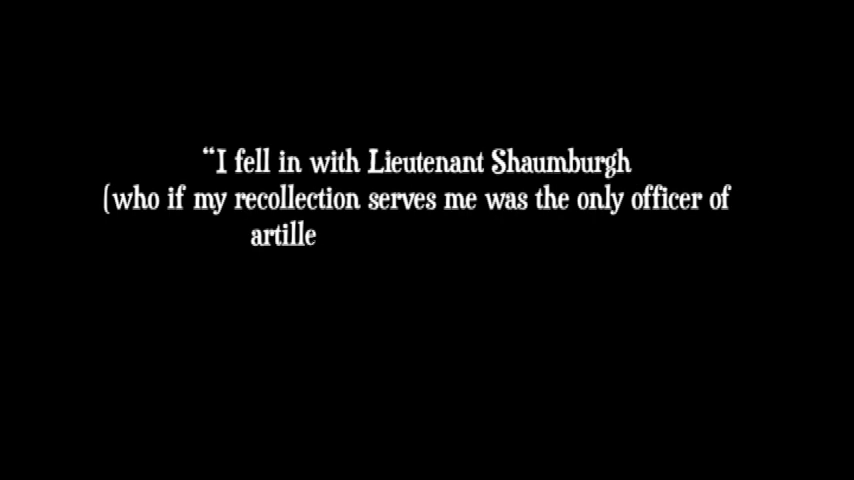 “I fell in with Lieutenant Shaumburgh
(who if my recollection serves me was the only officer of
artille